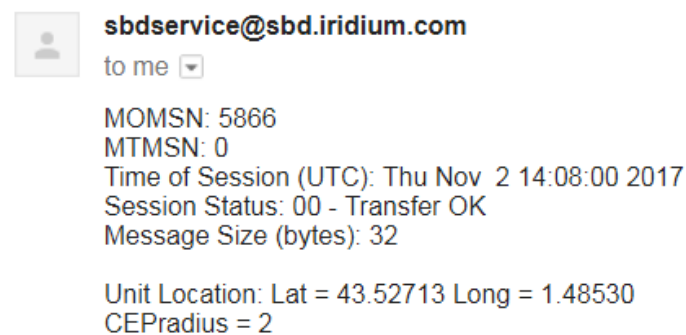 sbdservice@sbd.iridium.com
to me
MOMSN: 5866
MTMSN: 0
Time of Session (UTC): Thu Nov  2 14:08:00 2017
Session Status: 00 - Transfer OK
Message Size (bytes): 32
Unit Location: Lat = 43.52713 Long = 1.48530
CEPradius = 2